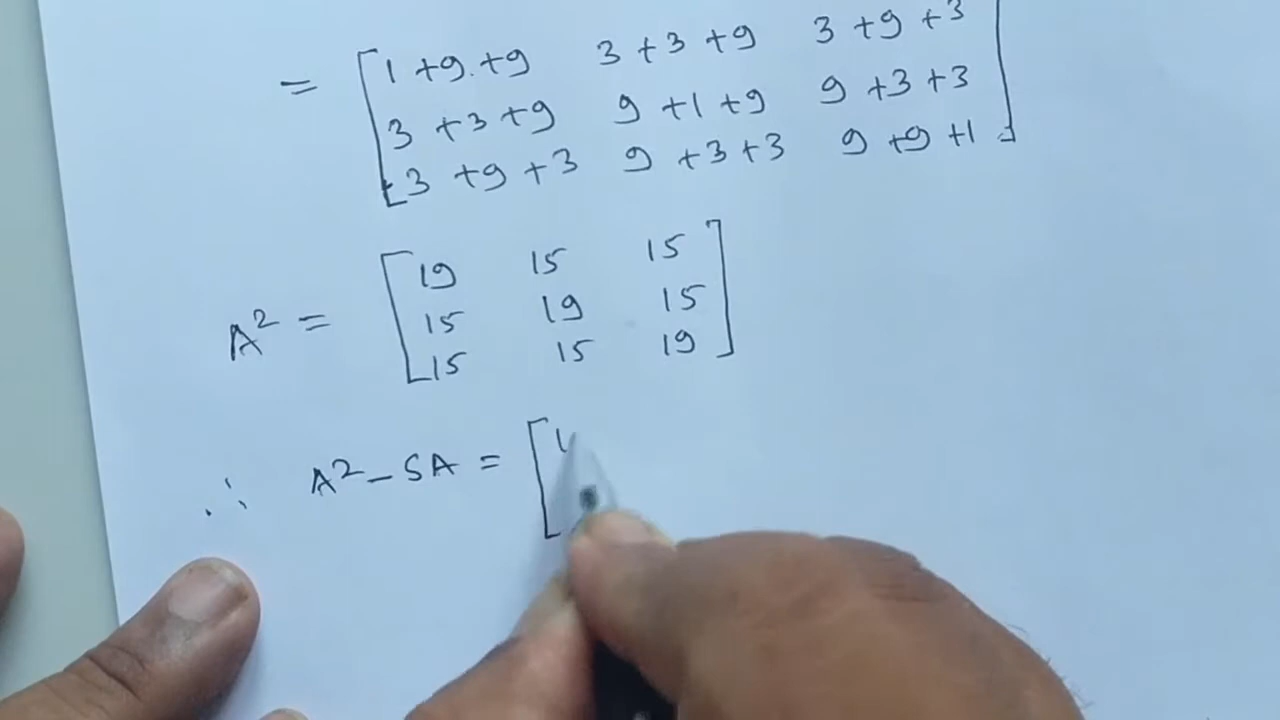 = [ 1 +9 +9 3 +3 +9 3 +9 +3
3 +3 +9 9 +1 +9 9 +3 +3
3 +9 +3 9 +3 +3 9 +9 +1 ]
19 15 15
A² = [ 15 19 15 ]
15 15 19
∴ A² - 5A = [ 1